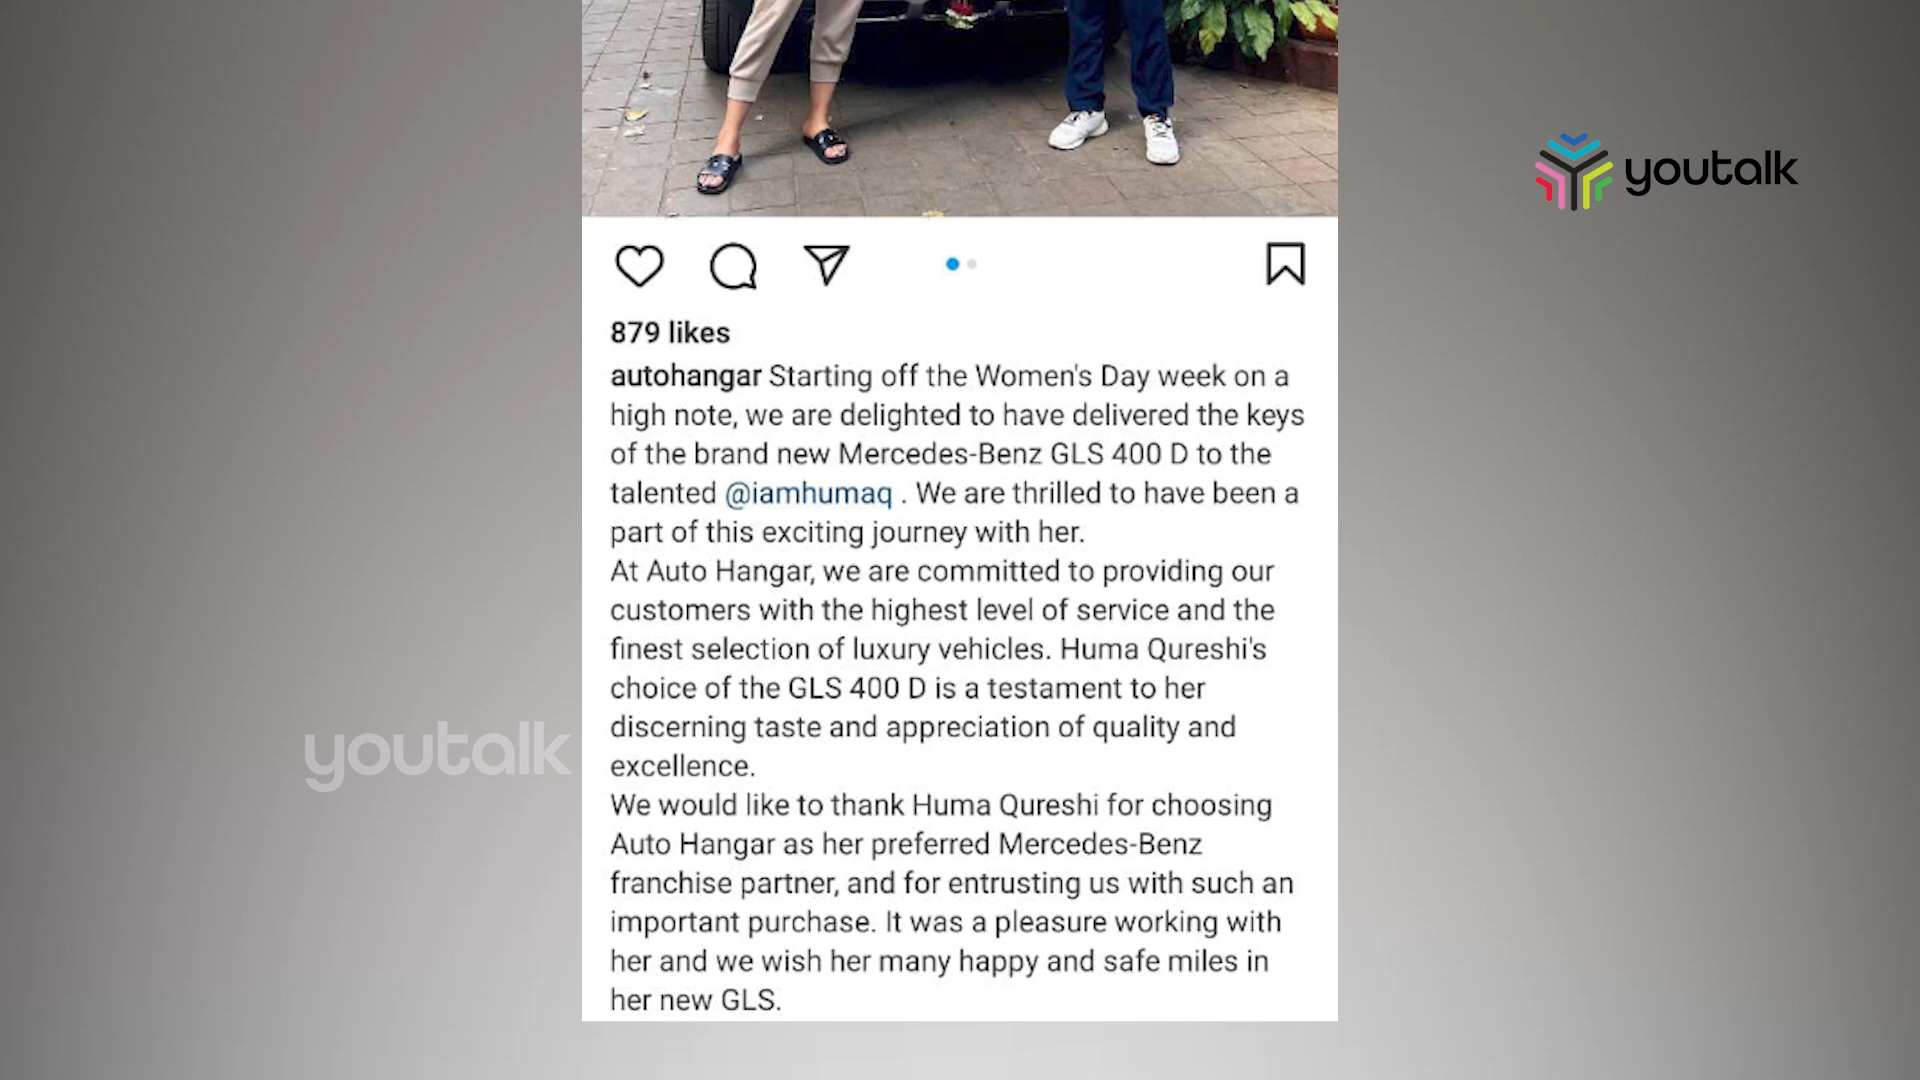 youtalk
879 likes
autohangar Starting off the Women's Day week on a
high note, we are delighted to have delivered the keys
of the brand new Mercedes-Benz GLS 400 D to the
talented @iamhumaq . We are thrilled to have been a
part of this exciting journey with her.
At Auto Hangar, we are committed to providing our
customers with the highest level of service and the
finest selection of luxury vehicles. Huma Qureshi's
choice of the GLS 400 D is a testament to her
discerning taste and appreciation of quality and
excellence.
We would like to thank Huma Qureshi for choosing
Auto Hangar as her preferred Mercedes-Benz
franchise partner, and for entrusting us with such an
important purchase. It was a pleasure working with
her and we wish her many happy and safe miles in
her new GLS.
youtalk